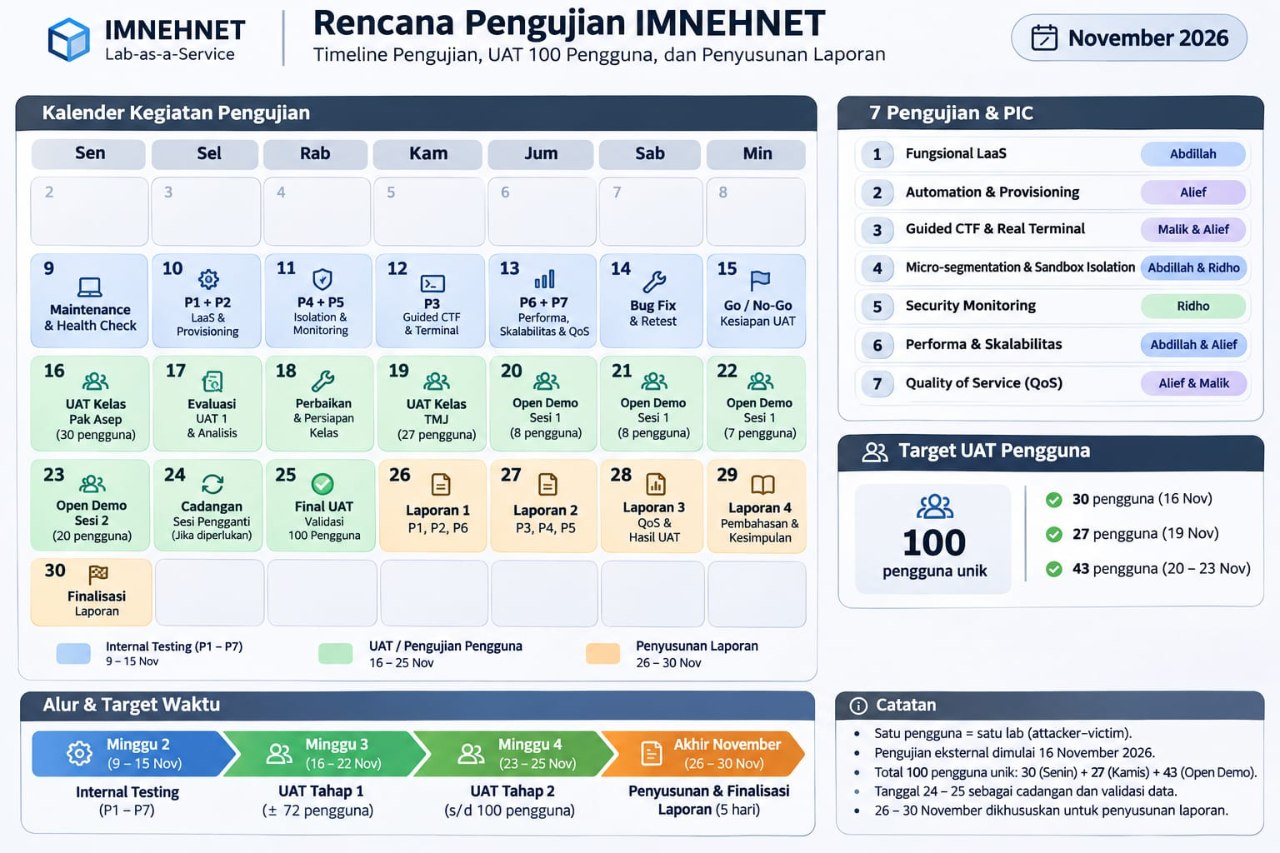 IMNEHNET
Lab-as-a-Service
Rencana Pengujian IMNEHNET
Timeline Pengujian, UAT 100 Pengguna, dan Penyusunan Laporan
November 2026
Kalender Kegiatan Pengujian
Sen Sel Rab Kam Jum Sab Min
2 3 4 5 6 7 8
9
Maintenance
& Health Check
10
P1 + P2
LaaS &
Provisioning
11
P4 + P5
Isolation &
Monitoring
12
P3
Guided CTF
& Terminal
13
P6 + P7
Performa,
Skalabilitas & QoS
14
Bug Fix
& Retest
15
Go / No-Go
Kesiapan UAT
16
UAT Kelas
Pak Asep
(30 pengguna)
17
Evaluasi
UAT 1
& Analisis
18
Perbaikan
& Persiapan
Kelas
19
UAT Kelas
TMJ
(27 pengguna)
20
Open Demo
Sesi 1
(8 pengguna)
21
Open Demo
Sesi 1
(8 pengguna)
22
Open Demo
Sesi 1
(7 pengguna)
23
Open Demo
Sesi 2
(20 pengguna)
24
Cadangan
Sesi Pengganti
(Jika diperlukan)
25
Final UAT
Validasi
100 Pengguna
26
Laporan 1
P1, P2, P6
27
Laporan 2
P3, P4, P5
28
Laporan 3
QoS &
Hasil UAT
29
Laporan 4
Pembahasan &
Kesimpulan
30
Finalisasi
Laporan
Internal Testing (P1 – P7)
9 – 15 Nov
UAT / Pengujian Pengguna
16 – 25 Nov
Penyusunan Laporan
26 – 30 Nov
7 Pengujian & PIC
1 Fungsional LaaS Abdillah
2 Automation & Provisioning Alief
3 Guided CTF & Real Terminal Malik & Alief
4 Micro-segmentation & Sandbox Isolation Abdillah & Ridho
5 Security Monitoring Ridho
6 Performa & Skalabilitas Abdillah & Alief
7 Quality of Service (QoS) Alief & Malik
Target UAT Pengguna
100
pengguna unik
30 pengguna (16 Nov)
27 pengguna (19 Nov)
43 pengguna (20 – 23 Nov)
Alur & Target Waktu
Minggu 2
(9 – 15 Nov)
Internal Testing
(P1 – P7)
Minggu 3
(16 – 22 Nov)
UAT Tahap 1
(± 72 pengguna)
Minggu 4
(23 – 25 Nov)
UAT Tahap 2
(s/d 100 pengguna)
Akhir November
(26 – 30 Nov)
Penyusunan & Finalisasi
Laporan (5 hari)
Catatan
• Satu pengguna = satu lab (attacker–victim).
• Pengujian eksternal dimulai 16 November 2026.
• Total 100 pengguna unik: 30 (Senin) + 27 (Kamis) + 43 (Open Demo).
• Tanggal 24 – 25 sebagai cadangan dan validasi data.
• 26 – 30 November dikhususkan untuk penyusunan laporan.